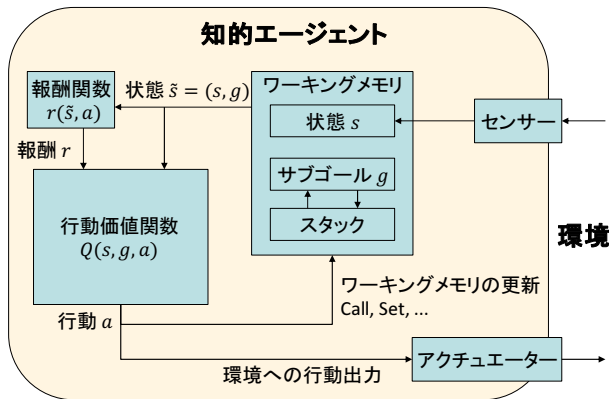 知的エージェント
報酬関数
r(s̃, a)
状態 s̃ = (s, g)
ワーキングメモリ
状態 s
センサー
報酬 r
サブゴール g
スタック
行動価値関数
Q(s, g, a)
環境
ワーキングメモリの更新
Call, Set, ...
行動 a
アクチュエーター
環境への行動出力